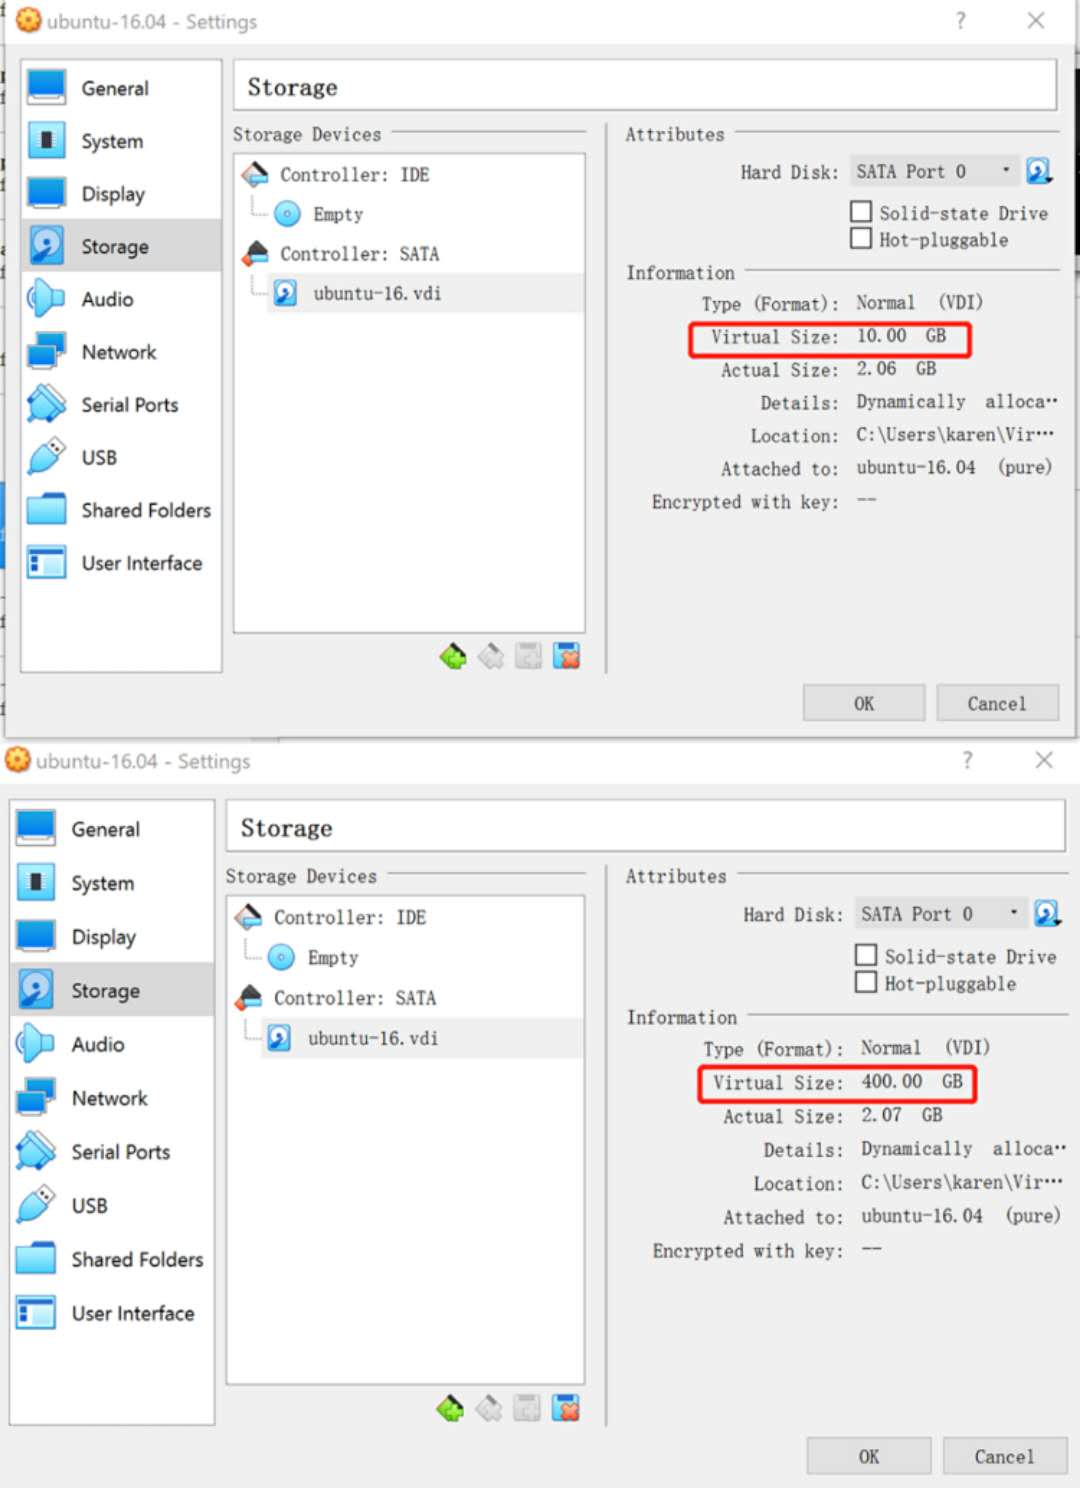 ubuntu-16.04 - Settings
?
General
System
Display
Storage
Audio
Network
Serial Ports
USB
Shared Folders
User Interface
Storage
Storage Devices
Controller: IDE
Empty
Controller: SATA
ubuntu-16.vdi
Attributes
Hard Disk: SATA Port 0
Solid-state Drive
Hot-pluggable
Information
Type (Format): Normal (VDI)
Virtual Size: 10.00 GB
Actual Size: 2.06 GB
Details: Dynamically alloca…
Location: C:\Users\karen\Vir…
Attached to: ubuntu-16.04 (pure)
Encrypted with key: --
OK
Cancel
ubuntu-16.04 - Settings
?
General
System
Display
Storage
Audio
Network
Serial Ports
USB
Shared Folders
User Interface
Storage
Storage Devices
Controller: IDE
Empty
Controller: SATA
ubuntu-16.vdi
Attributes
Hard Disk: SATA Port 0
Solid-state Drive
Hot-pluggable
Information
Type (Format): Normal (VDI)
Virtual Size: 400.00 GB
Actual Size: 2.07 GB
Details: Dynamically alloca…
Location: C:\Users\karen\Vir…
Attached to: ubuntu-16.04 (pure)
Encrypted with key: --
OK
Cancel